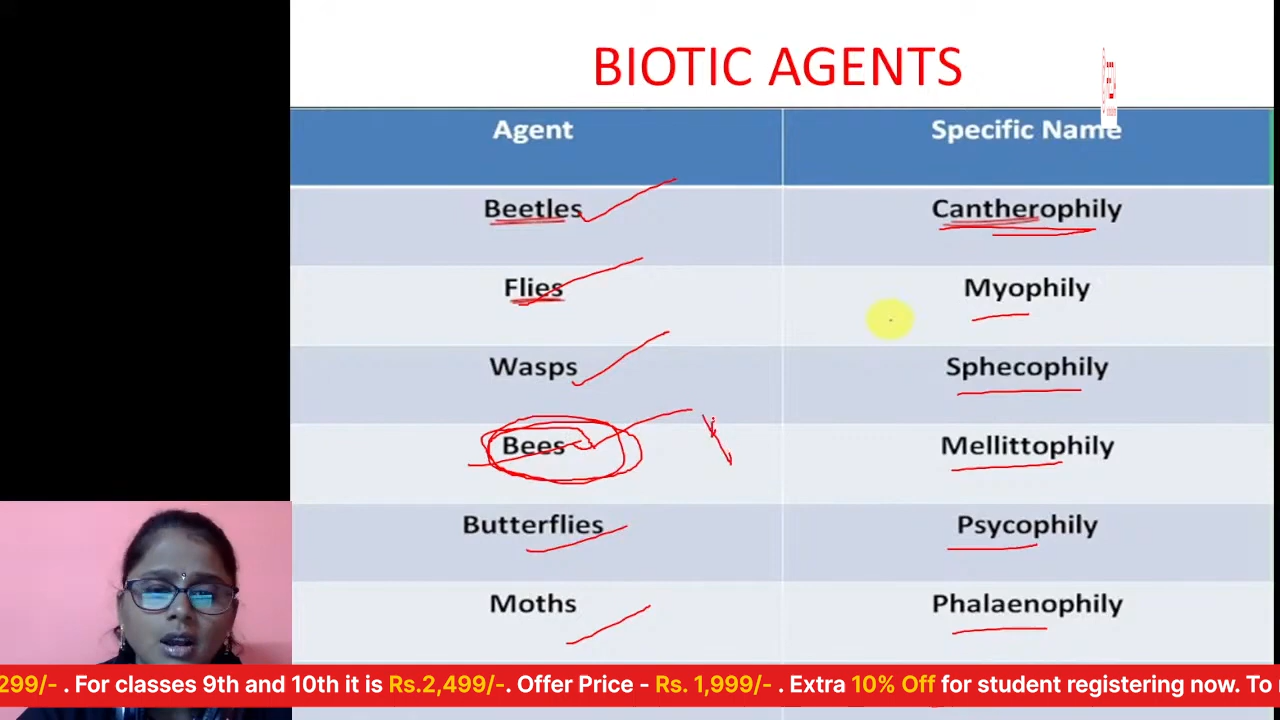 BIOTIC AGENTS
Agent Specific Name
Beetles Cantherophily
Flies Myophily
Wasps Sphecophily
Bees Mellittophily
Butterflies Psycophily
Moths Phalaenophily
299/- . For classes 9th and 10th it is Rs.2,499/-. Offer Price - Rs. 1,999/- . Extra 10% Off for student registering now. To